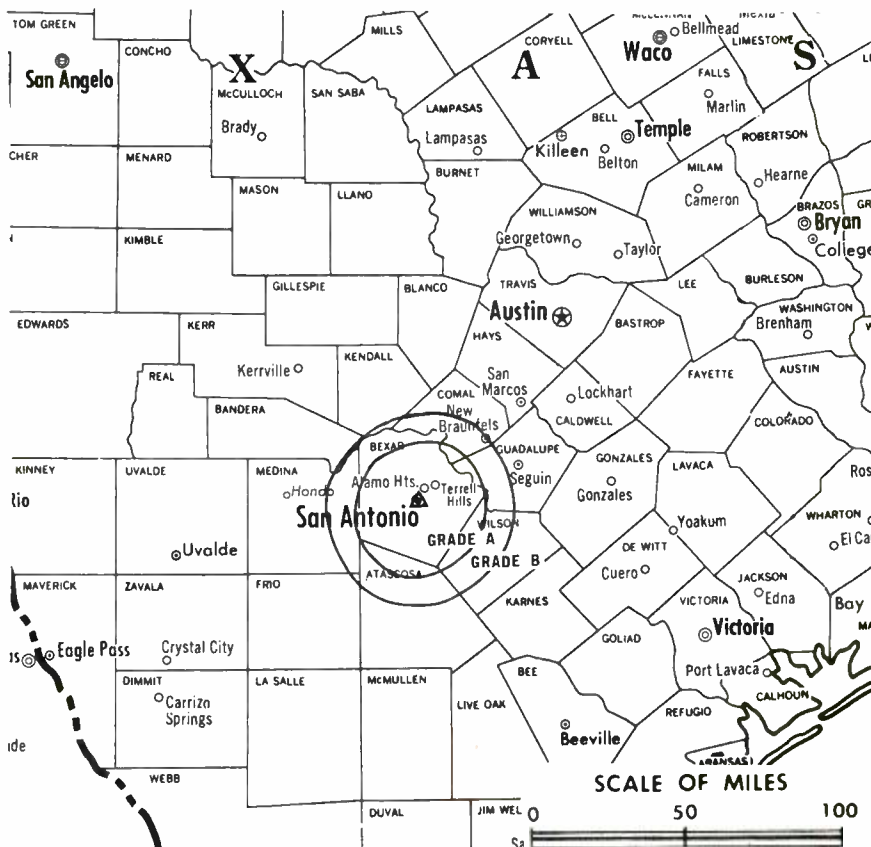 TOM GREEN
CONCHO
San Angelo
X
McCULLOCH
Brady
SAN SABA
MILLS
LAMPASAS
Lampasas
CORYELL
A
Killeen
BELL
Belton
Temple
Waco
Bellmead
LIMESTONE
FALLS
Marlin
S
ROBERTSON
Hearne
MILAM
Cameron
MENARD
MASON
LLANO
BURNET
WILLIAMSON
Georgetown
Taylor
BRAZOS
Bryan
College
KIMBLE
GILLESPIE
BLANCO
TRAVIS
Austin
LEE
BURLESON
WASHINGTON
Brenham
EDWARDS
KERR
Kerrville
KENDALL
HAYS
San
Marcos
BASTROP
FAYETTE
AUSTIN
REAL
BANDERA
COMAL
New
Braunfels
Lockhart
CALDWELL
COLORADO
KINNEY
UVALDE
Uvalde
MEDINA
Hondo
BEXAR
Alamo Hts.
Terrell
Hills
San Antonio
GUADALUPE
Seguin
GONZALES
Gonzales
LAVACA
Yoakum
WHARTON
WILSON
GRADE A
GRADE B
DE WITT
Cuero
MAVERICK
Eagle Pass
ZAVALA
Crystal City
FRIO
ATASCOSA
KARNES
GOLIAD
VICTORIA
Victoria
JACKSON
Edna
Bay
Port Lavaca
CALHOUN
DIMMIT
Carrizo
Springs
LA SALLE
McMULLEN
LIVE OAK
BEE
Beeville
REFUGIO
ARANSAS
WEBB
DUVAL
JIM WEL
SCALE OF MILES
0 50 100